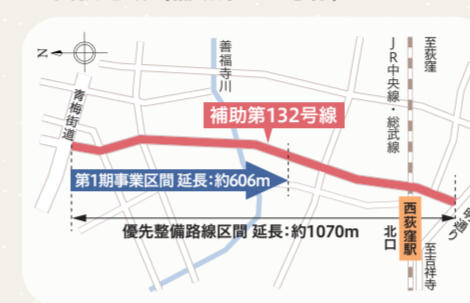 N
善福寺川
JR中央線・総武線
至荻窪
青梅街道
補助第132号線
第1期事業区間 延長:約606m
優先整備路線区間 延長:約1070m
西荻窪駅
北口
至吉祥寺
通り